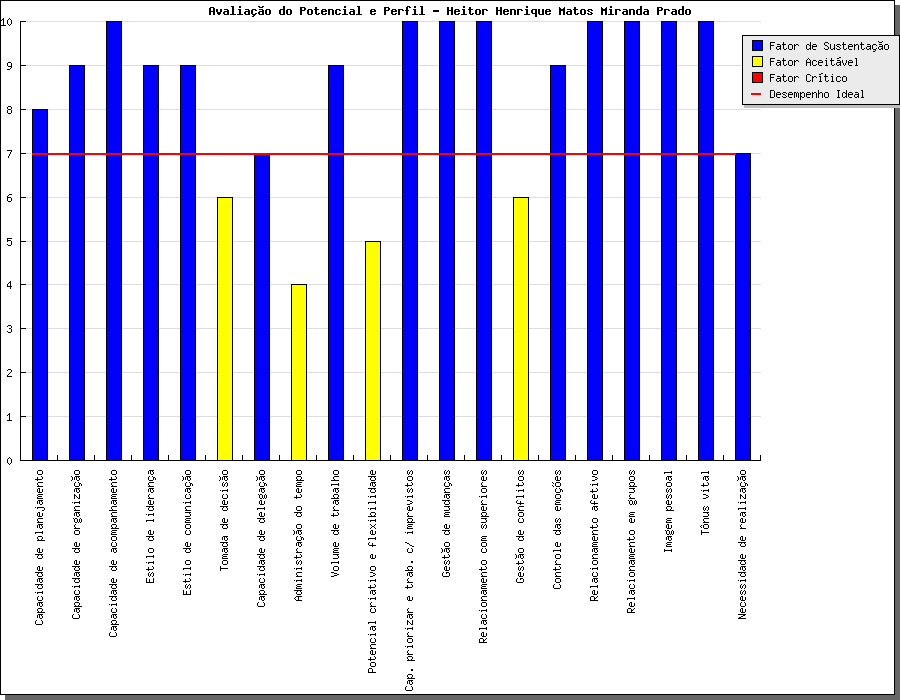 Avaliação do Potencial e Perfil - Heitor Henrique Matos Miranda Prado
10
9
8
7
6
5
4
3
2
1
0
Fator de Sustentação
Fator Aceitável
Fator Crítico
Desempenho Ideal
Capacidade de planejamento
Capacidade de organização
Capacidade de acompanhamento
Estilo de liderança
Estilo de comunicação
Tomada de decisão
Capacidade de delegação
Administração do tempo
Volume de trabalho
Potencial criativo e flexibilidade
Cap. priorizar e trab. c/ imprevistos
Gestão de mudanças
Relacionamento com superiores
Gestão de conflitos
Controle das emoções
Relacionamento afetivo
Relacionamento em grupos
Imagem pessoal
Tônus vital
Necessidade de realização